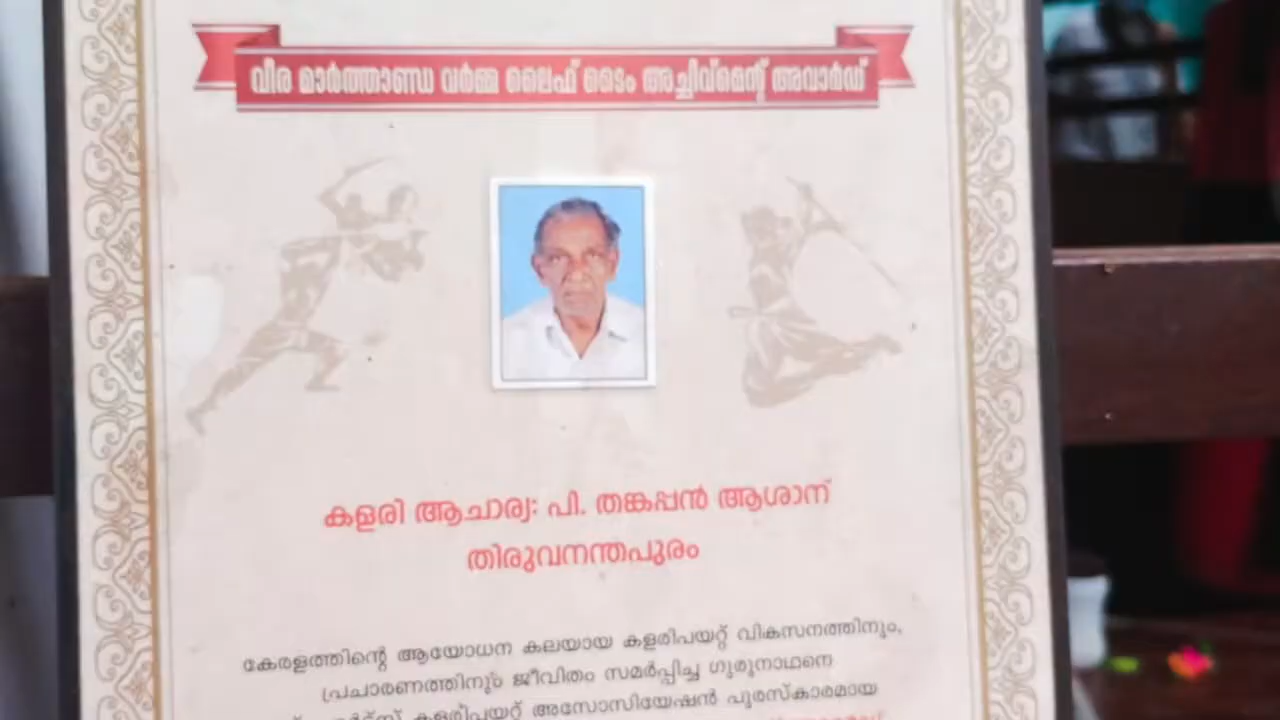 വീര മാർത്താണ്ഡ വർമ്മ ലൈഫ് ടൈം അച്ചീവ്മെന്റ് അവാർഡ്
കളരി ആചാര്യ: പി. തങ്കപ്പൻ ആശാന്
തിരുവനന്തപുരം
കേരളത്തിന്റെ ആയോധന കലയായ കളരിപയറ്റ് വികസനത്തിനും,
പ്രചാരണത്തിനും ജീവിതം സമർപ്പിച്ച ഗുരുനാഥനെ
കളരിപയറ്റ് അസോസിയേഷൻ പുരസ്കാരമായ